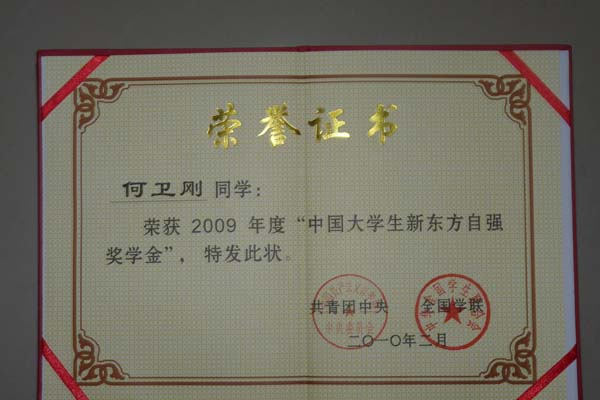 荣誉证书
何卫刚 同学：
荣获 2009 年度“中国大学生新东方自强
奖学金”，特发此状。
共青团中央 全国学联
二〇一〇年二月